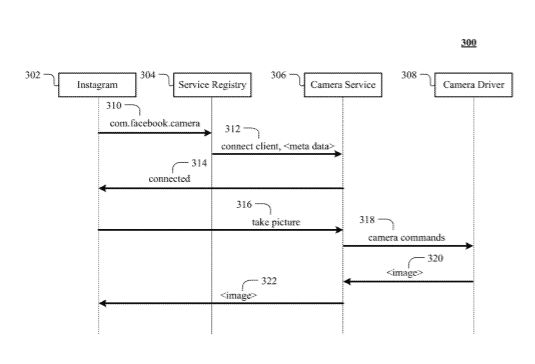 300
302 304 306 308
Instagram Service Registry Camera Service Camera Driver
310
com.facebook.camera
312
connect client, <meta data>
314
connected
316
take picture
318
camera commands
320
<image>
322
<image>